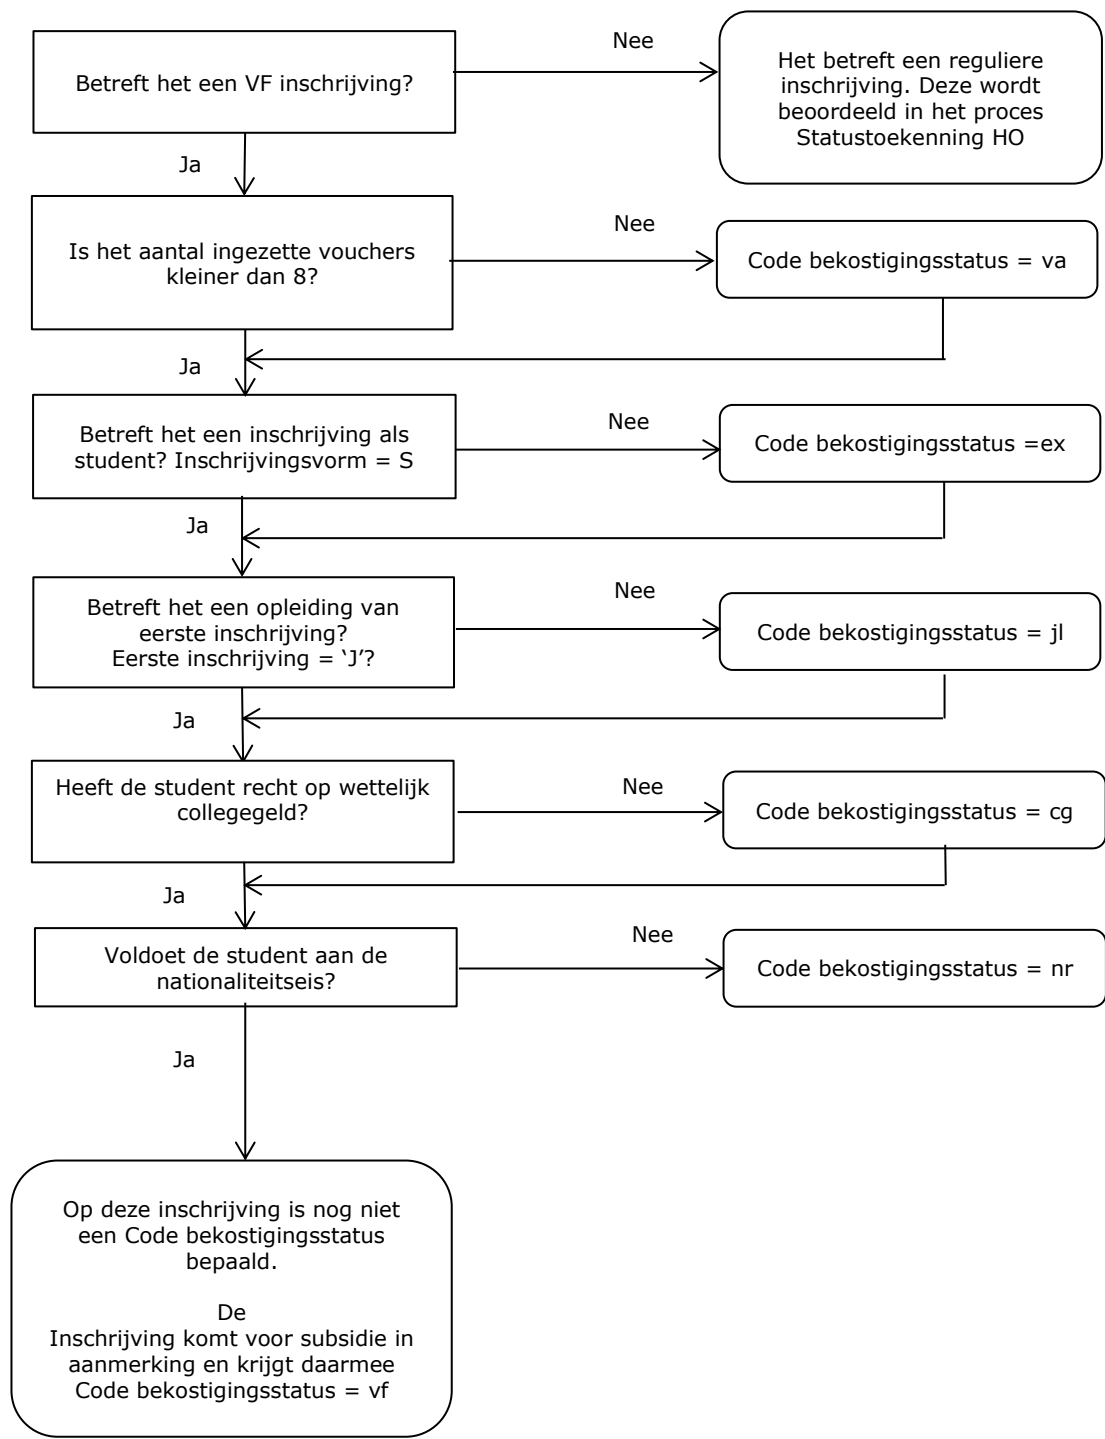 Betreft het een VF inschrijving?
Nee
Het betreft een reguliere
inschrijving. Deze wordt
beoordeeld in het proces
Statustoekenning HO
Ja
Is het aantal ingezette vouchers
kleiner dan 8?
Nee
Code bekostigingsstatus = va
Ja
Betreft het een inschrijving als
student? Inschrijvingsvorm = S
Nee
Code bekostigingsstatus =ex
Ja
Betreft het een opleiding van
eerste inschrijving?
Eerste inschrijving = ‘J’?
Nee
Code bekostigingsstatus = jl
Ja
Heeft de student recht op wettelijk
collegegeld?
Nee
Code bekostigingsstatus = cg
Ja
Voldoet de student aan de
nationaliteitseis?
Nee
Code bekostigingsstatus = nr
Ja
Op deze inschrijving is nog niet
een Code bekostigingsstatus
bepaald.
De
Inschrijving komt voor subsidie in
aanmerking en krijgt daarmee
Code bekostigingsstatus = vf